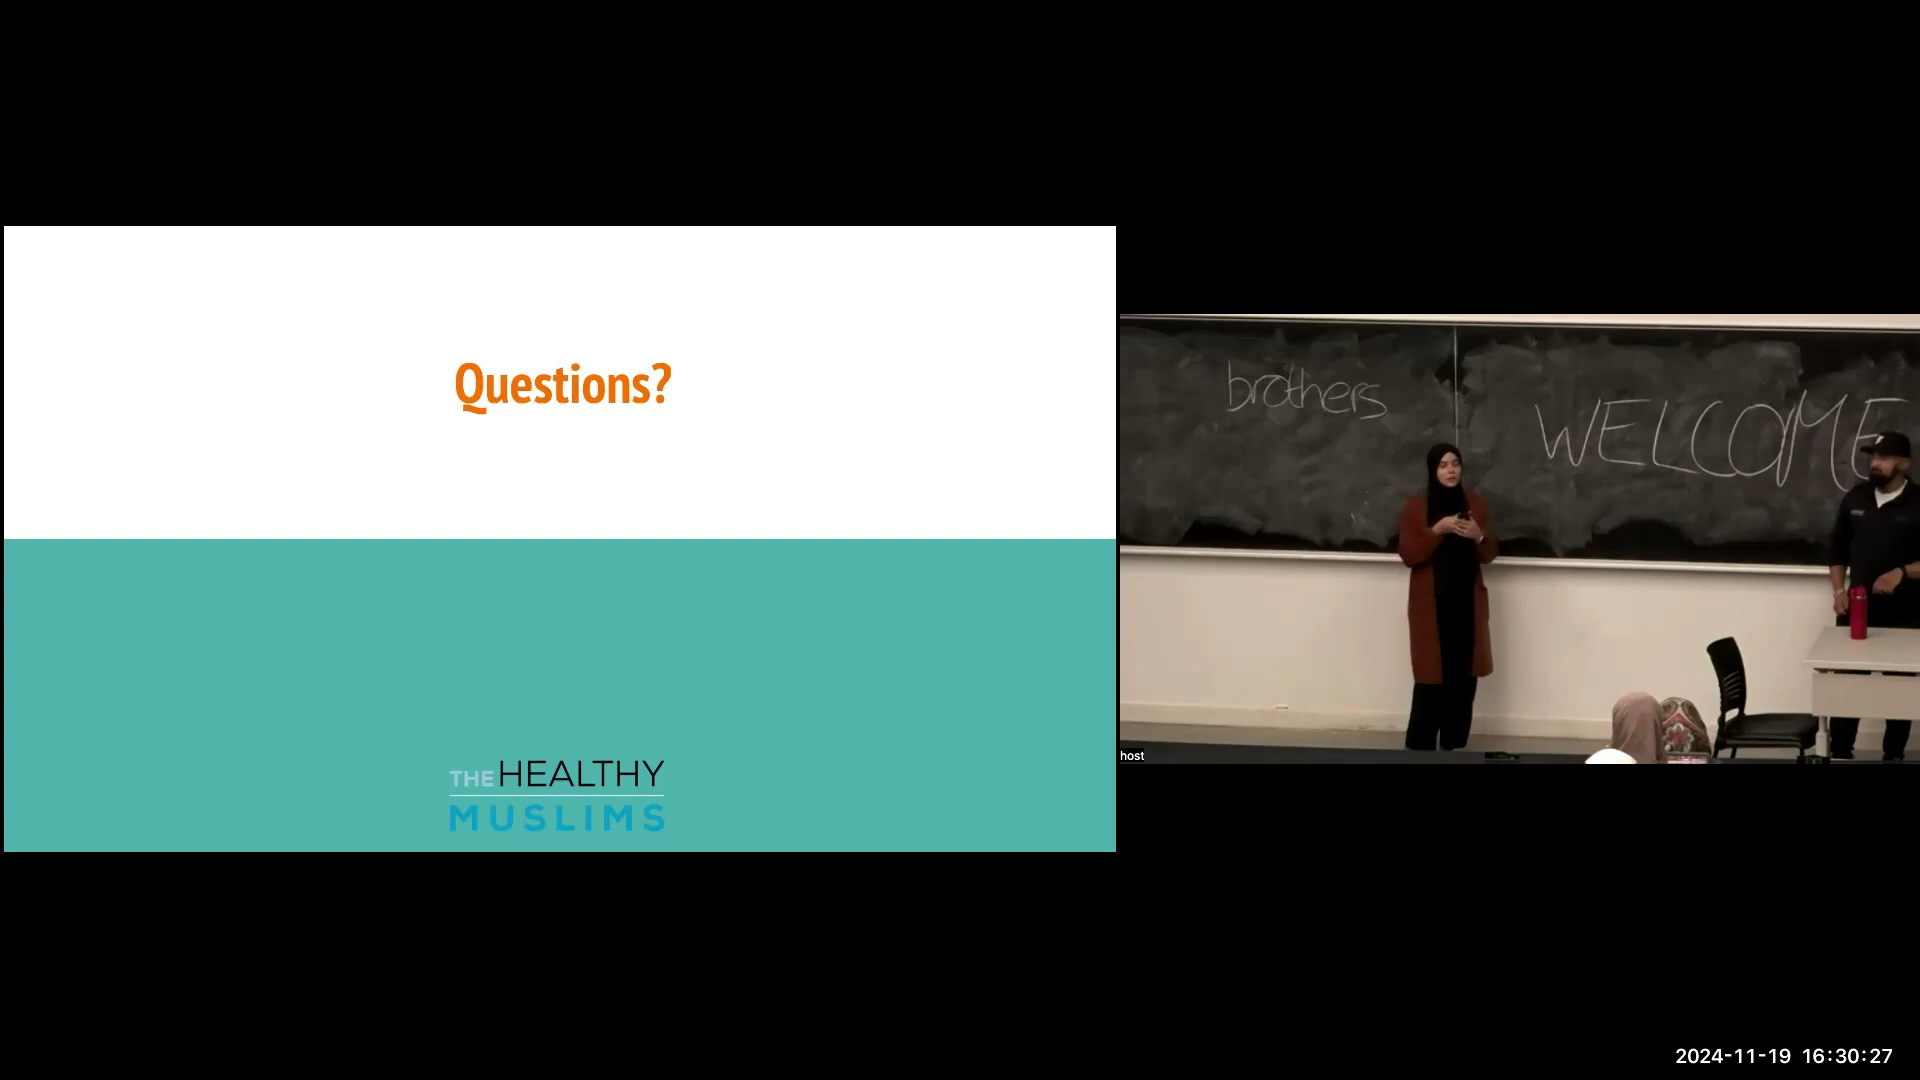 Questions?
THE HEALTHY
MUSLIMS
brothers
WELCOME
host
2024-11-19 16:30:27